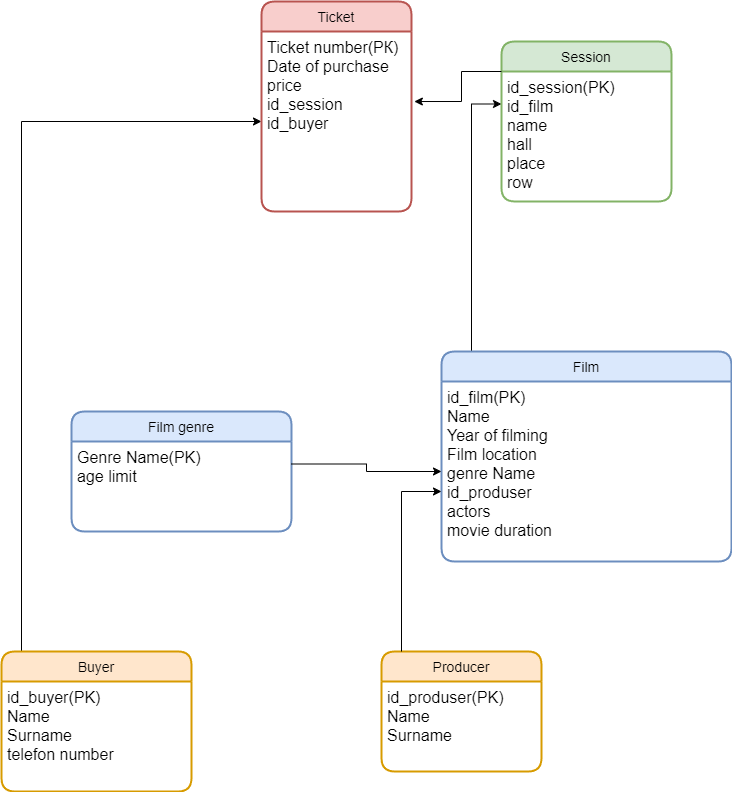 Ticket
Ticket number(PK)
Date of purchase
price
id_session
id_buyer
Session
id_session(PK)
id_film
name
hall
place
row
Film
id_film(PK)
Name
Year of filming
Film location
genre Name
id_produser
actors
movie duration
Film genre
Genre Name(PK)
age limit
Buyer
id_buyer(PK)
Name
Surname
telefon number
Producer
id_produser(PK)
Name
Surname